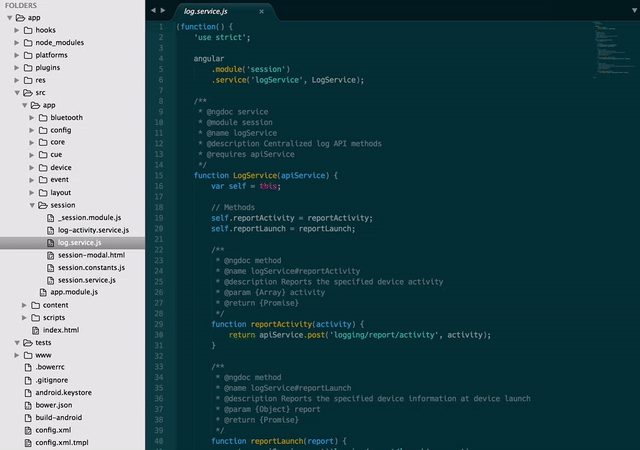 FOLDERS
app
hooks
node_modules
platforms
plugins
res
src
app
bluetooth
config
core
cue
device
event
layout
session
_session.module.js
log-activity.service.js
log.service.js
session-modal.html
session.constants.js
session.service.js
app.module.js
content
scripts
index.html
tests
www
.bowerrc
.gitignore
android.keystore
bower.json
build-android
config.xml
config.xml.tmpl
log.service.js ×
1 (function() {
2 'use strict';
3
4 angular
5 .module('session')
6 .service('logService', LogService);
7
8 /**
9 * @ngdoc service
10 * @module session
11 * @name logService
12 * @description Centralized log API methods
13 * @requires apiService
14 */
15 function LogService(apiService) {
16 var self = this;
17
18 // Methods
19 self.reportActivity = reportActivity;
20 self.reportLaunch = reportLaunch;
21
22 /**
23 * @ngdoc method
24 * @name logService#reportActivity
25 * @description Reports the specified device activity
26 * @param {Array} activity
27 * @return {Promise}
28 */
29 function reportActivity(activity) {
30 return apiService.post('logging/report/activity', activity);
31 }
32
33 /**
34 * @ngdoc method
35 * @name logService#reportLaunch
36 * @description Reports the specified device information at device launch
37 * @param {Object} report
38 * @return {Promise}
39 */
40 function reportLaunch(report) {